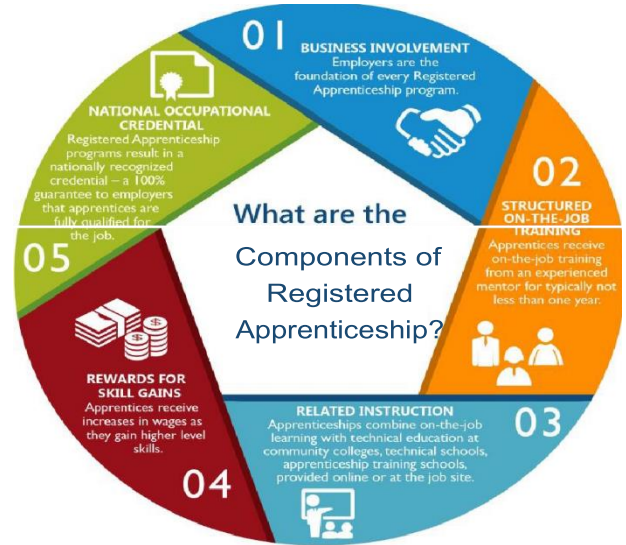 01
BUSINESS INVOLVEMENT
Employers are the
foundation of every Registered
Apprenticeship program.
02
STRUCTURED
ON-THE-JOB
TRAINING
Apprentices receive
on-the-job training
from an experienced
mentor for typically not
less than one year.
03
RELATED INSTRUCTION
Apprenticeships combine on-the-job
learning with technical education at
community colleges, technical schools,
apprenticeship training schools,
provided online or at the job site.
04
REWARDS FOR
SKILL GAINS
Apprentices receive
increases in wages as
they gain higher level
skills.
05
NATIONAL OCCUPATIONAL
CREDENTIAL
Registered Apprenticeship
programs result in a
nationally recognized
credential – a 100%
guarantee to employers
that apprentices are
fully qualified for
the job.
What are the
Components of
Registered
Apprenticeship?